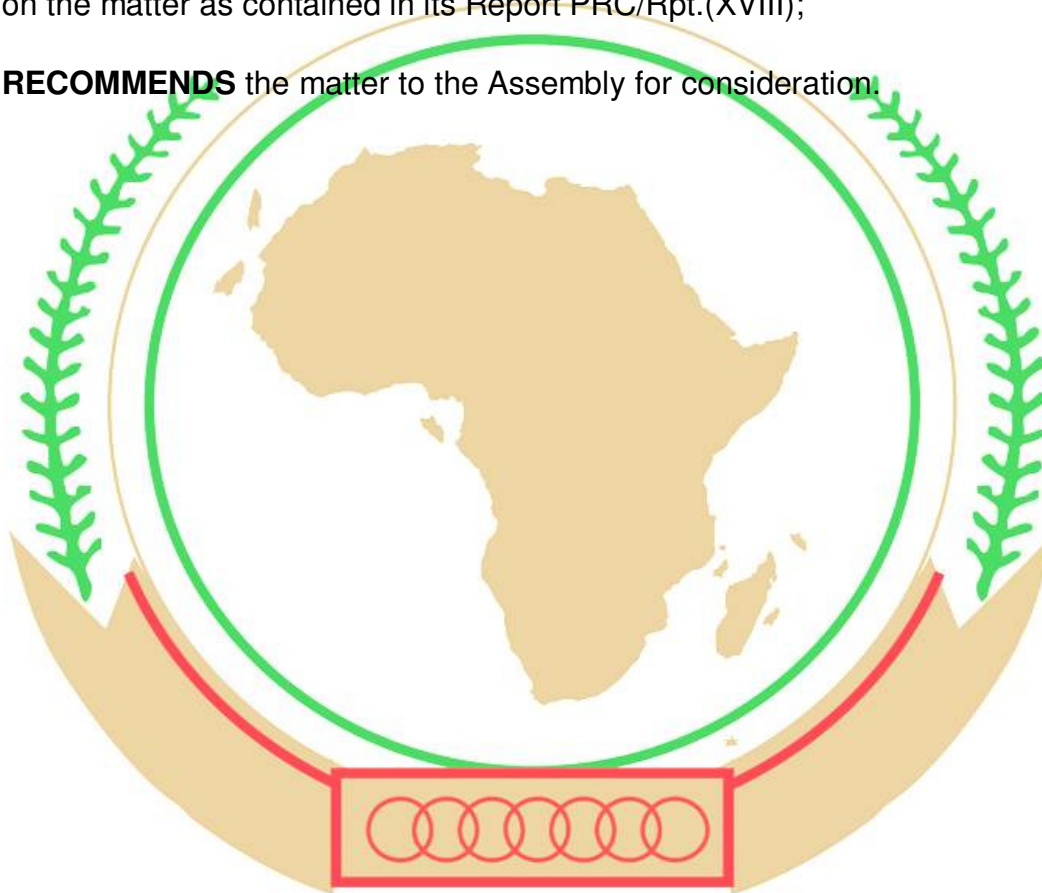 on the matter as contained in its Report PRC/Rpt.(XVIII);
RECOMMENDS the matter to the Assembly for consideration.